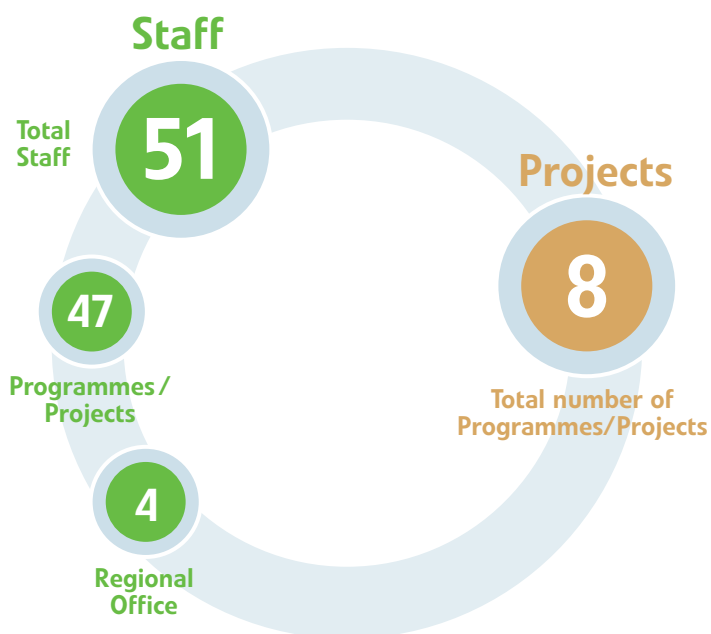 Staff
51
Total
Staff
47
Programmes/
Projects
4
Regional
Office
Projects
8
Total number of
Programmes/Projects